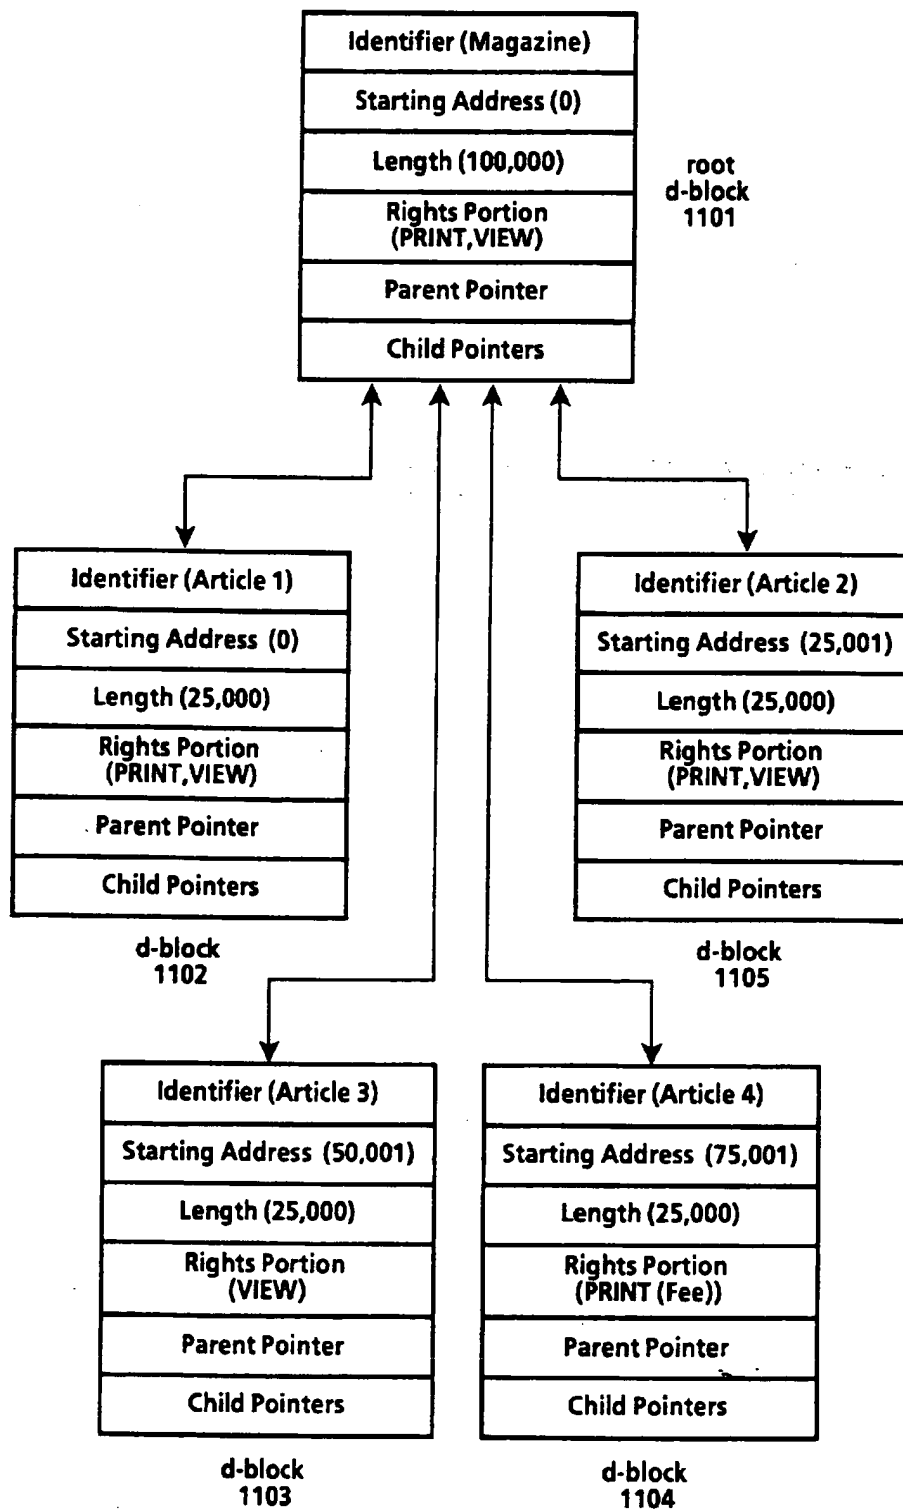 Identifier (Magazine)
Starting Address (0)
Length (100,000)
Rights Portion
(PRINT,VIEW)
Parent Pointer
Child Pointers
root
d-block
1101
Identifier (Article 1)
Starting Address (0)
Length (25,000)
Rights Portion
(PRINT,VIEW)
Parent Pointer
Child Pointers
d-block
1102
Identifier (Article 2)
Starting Address (25,001)
Length (25,000)
Rights Portion
(PRINT,VIEW)
Parent Pointer
Child Pointers
d-block
1105
Identifier (Article 3)
Starting Address (50,001)
Length (25,000)
Rights Portion
(VIEW)
Parent Pointer
Child Pointers
d-block
1103
Identifier (Article 4)
Starting Address (75,001)
Length (25,000)
Rights Portion
(PRINT (Fee))
Parent Pointer
Child Pointers
d-block
1104